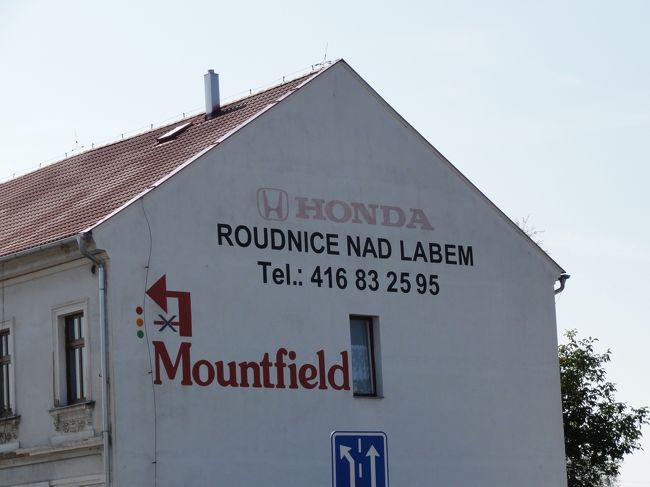 HONDA
ROUDNICE NAD LABEM
Tel.: 416 83 25 95
Mountfield